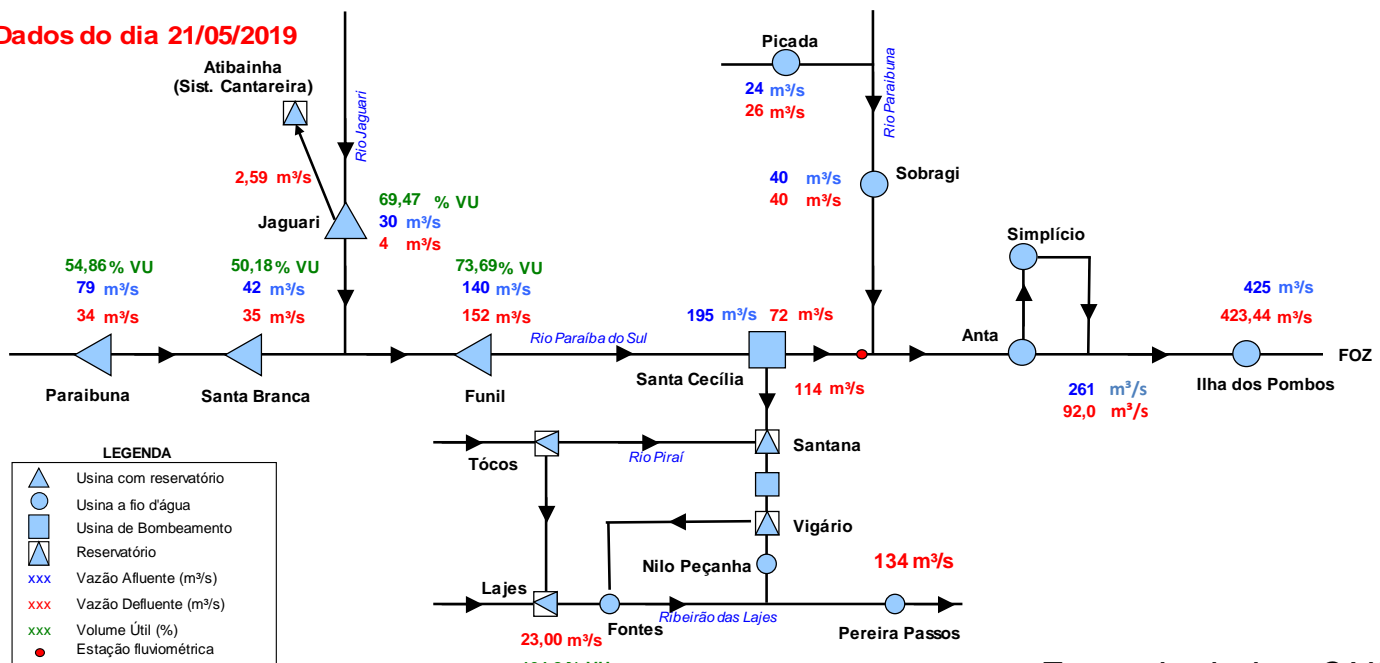 Dados do dia 21/05/2019
Atibainha
(Sist. Cantareira)
Rio Jaguari
2,59 m³/s
Jaguari
69,47 % VU
30 m³/s
4 m³/s
Picada
24 m³/s
26 m³/s
Rio Paraibuna
40 m³/s
40 m³/s
Sobragi
54,86 % VU
79 m³/s
34 m³/s
Paraibuna
50,18 % VU
42 m³/s
35 m³/s
Santa Branca
73,69 % VU
140 m³/s
152 m³/s
Funil
Rio Paraíba do Sul
195 m³/s 72 m³/s
Santa Cecília
114 m³/s
Simplício
Anta
261 m³/s
92,0 m³/s
425 m³/s
423,44 m³/s
Ilha dos Pombos
FOZ
Tócos
Rio Piraí
Santana
Vigário
Nilo Peçanha
134 m³/s
Lajes
23,00 m³/s
Fontes
Ribeirão das Lajes
Pereira Passos
LEGENDA
Usina com reservatório
Usina a fio d'água
Usina de Bombeamento
Reservatório
xxx Vazão Afluente (m³/s)
xxx Vazão Defluente (m³/s)
xxx Volume Útil (%)
Estação fluviométrica